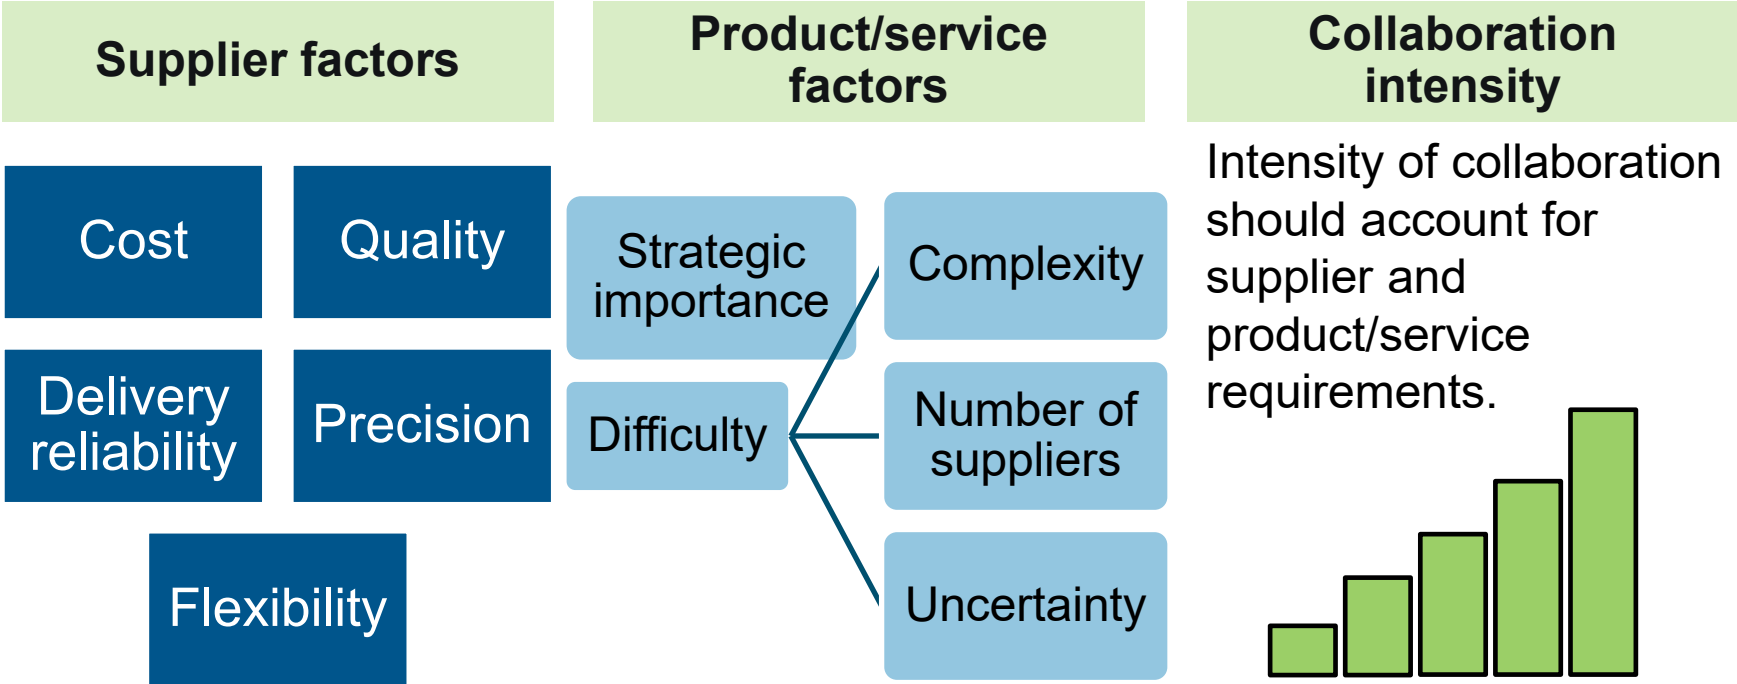 Supplier factors
Product/service
factors
Collaboration
intensity
Cost
Quality
Delivery
reliability
Precision
Flexibility
Strategic
importance
Difficulty
Complexity
Number of
suppliers
Uncertainty
Intensity of collaboration
should account for
supplier and
product/service
requirements.